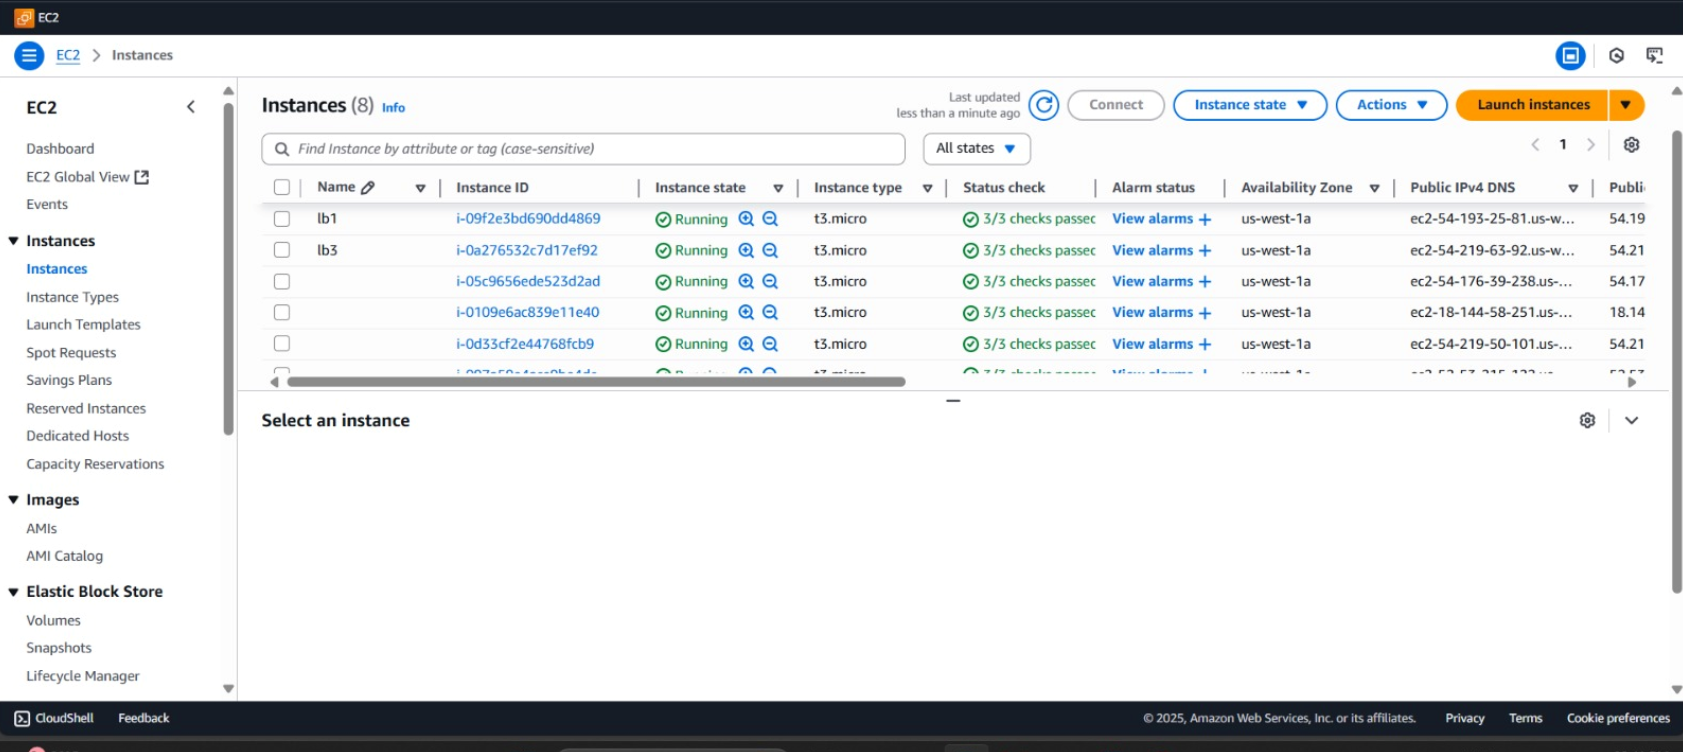 EC2
EC2 > Instances
EC2
Dashboard
EC2 Global View
Events
Instances
Instances
Instance Types
Launch Templates
Spot Requests
Savings Plans
Reserved Instances
Dedicated Hosts
Capacity Reservations
Images
AMIs
AMI Catalog
Elastic Block Store
Volumes
Snapshots
Lifecycle Manager
Instances (8) Info
Last updated
less than a minute ago
Connect
Instance state
Actions
Launch instances
Find Instance by attribute or tag (case-sensitive)
All states
1
Name Instance ID Instance state Instance type Status check Alarm status Availability Zone Public IPv4 DNS Publi
lb1 i-09f2e3bd690dd4869 Running t3.micro 3/3 checks passec View alarms + us-west-1a ec2-54-193-25-81.us-w... 54.19
lb3 i-0a276532c7d17ef92 Running t3.micro 3/3 checks passec View alarms + us-west-1a ec2-54-219-63-92.us-w... 54.21
i-05c9656ede523d2ad Running t3.micro 3/3 checks passec View alarms + us-west-1a ec2-54-176-39-238.us-... 54.17
i-0109e6ac839e11e40 Running t3.micro 3/3 checks passec View alarms + us-west-1a ec2-18-144-58-251.us-... 18.14
i-0d33cf2e44768fcb9 Running t3.micro 3/3 checks passec View alarms + us-west-1a ec2-54-219-50-101.us-... 54.21
Select an instance
CloudShell Feedback © 2025, Amazon Web Services, Inc. or its affiliates. Privacy Terms Cookie preferences